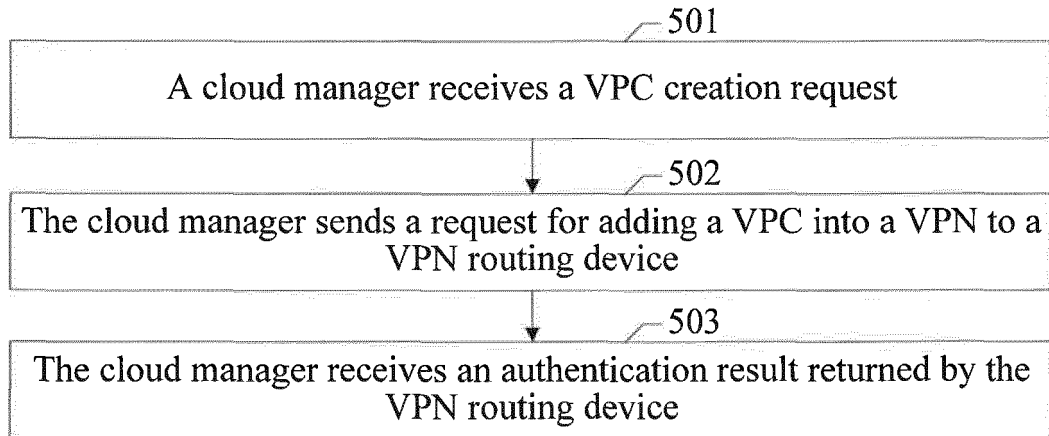 501
A cloud manager receives a VPC creation request
502
The cloud manager sends a request for adding a VPC into a VPN to a
VPN routing device
503
The cloud manager receives an authentication result returned by the
VPN routing device